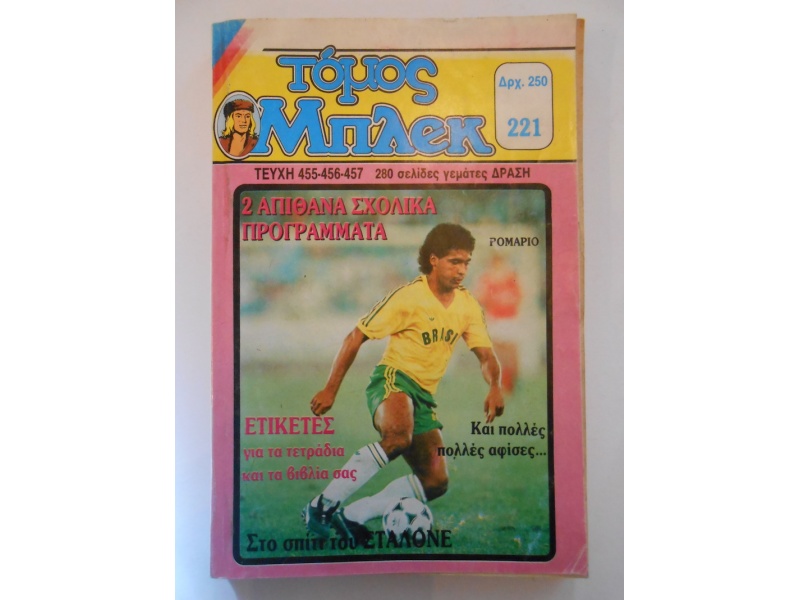 τόμος
Μπλεκ
Δρχ. 250
221
ΤΕΥΧΗ 455-456-457 280 σελίδες γεμάτες ΔΡΑΣΗ
2 ΑΠΙΘΑΝΑ ΣΧΟΛΙΚΑ
ΠΡΟΓΡΑΜΜΑΤΑ
ΡΟΜΑΡΙΟ
BRASIL
ΕΤΙΚΕΤΕΣ
για τα τετράδια
και τα βιβλία σας
Και πολλές
πολλές αφίσες...
Στο σπίτι του ΣΤΑΛΟΝΕ